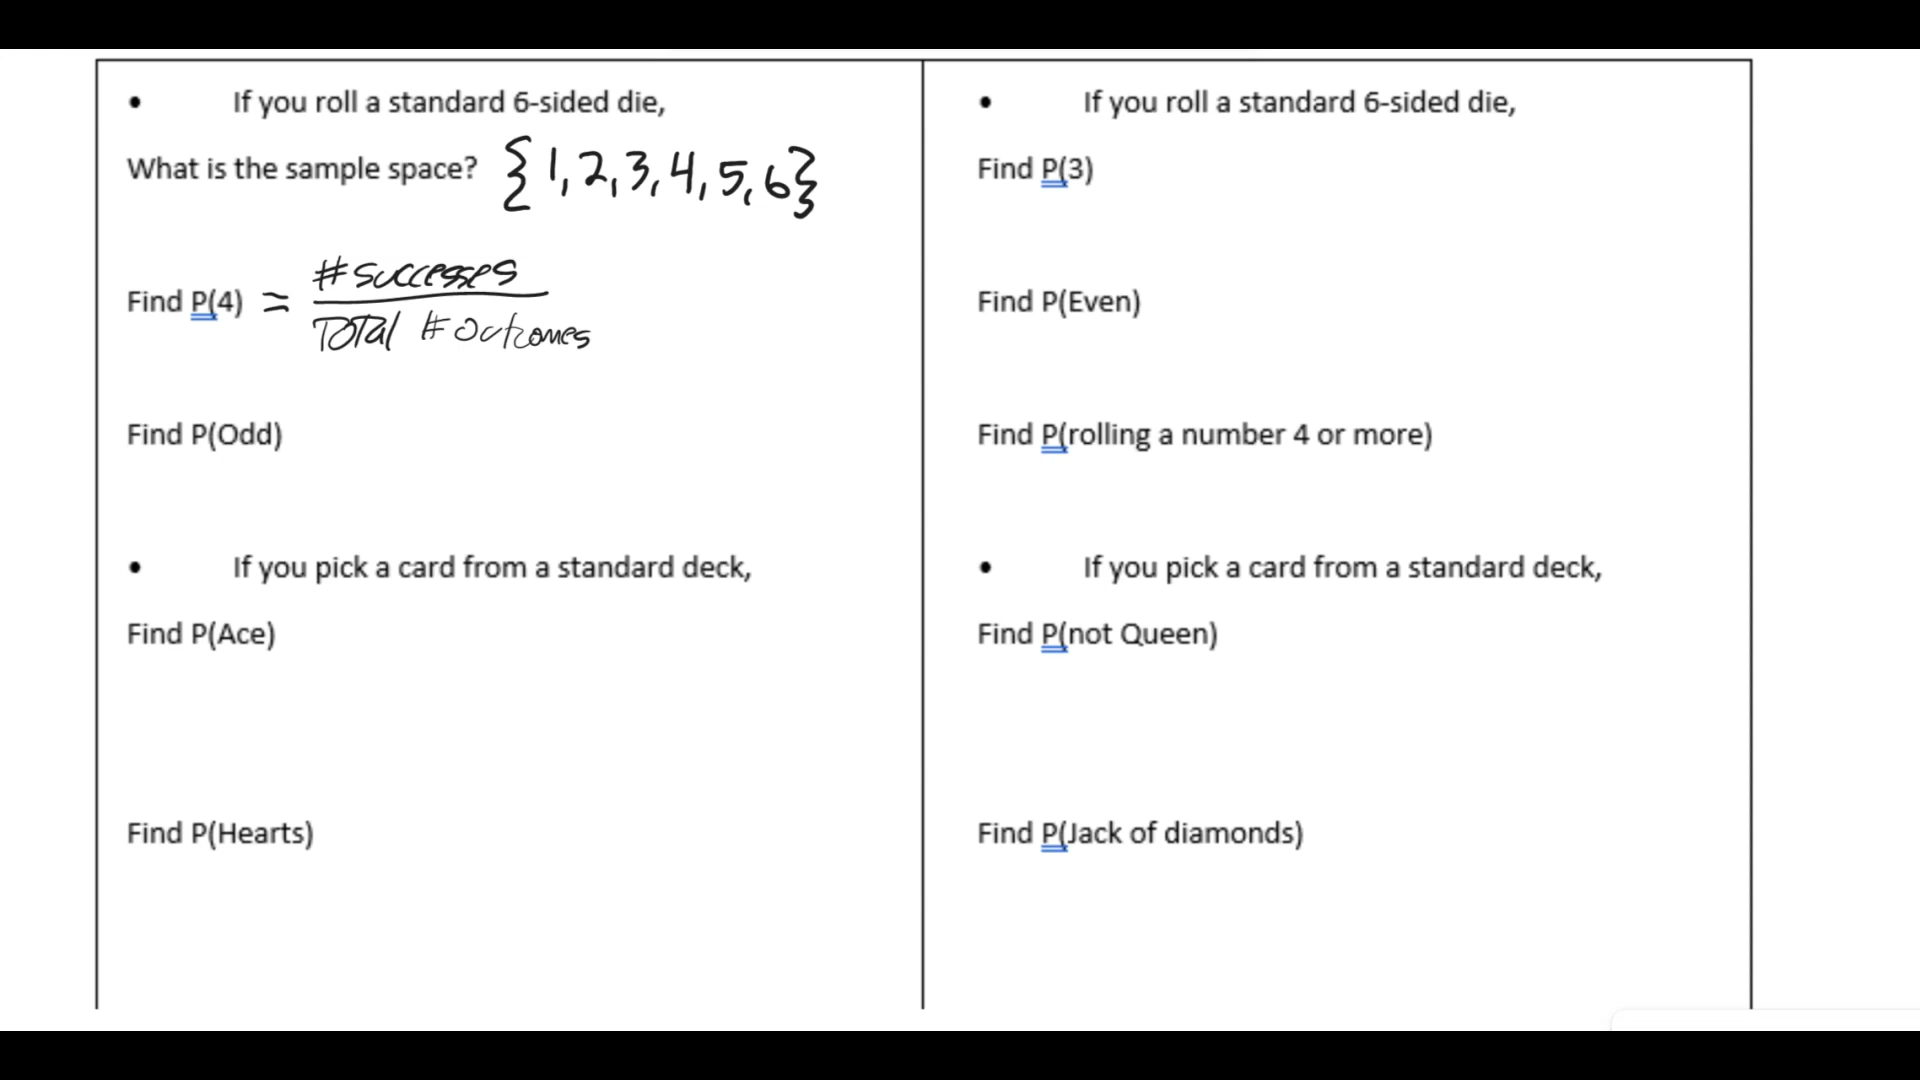 • If you roll a standard 6-sided die,
What is the sample space? {1,2,3,4,5,6}
Find P(4) = #successes
Total # outcomes
Find P(Odd)
• If you pick a card from a standard deck,
Find P(Ace)
Find P(Hearts)
• If you roll a standard 6-sided die,
Find P(3)
Find P(Even)
Find P(rolling a number 4 or more)
• If you pick a card from a standard deck,
Find P(not Queen)
Find P(Jack of diamonds)